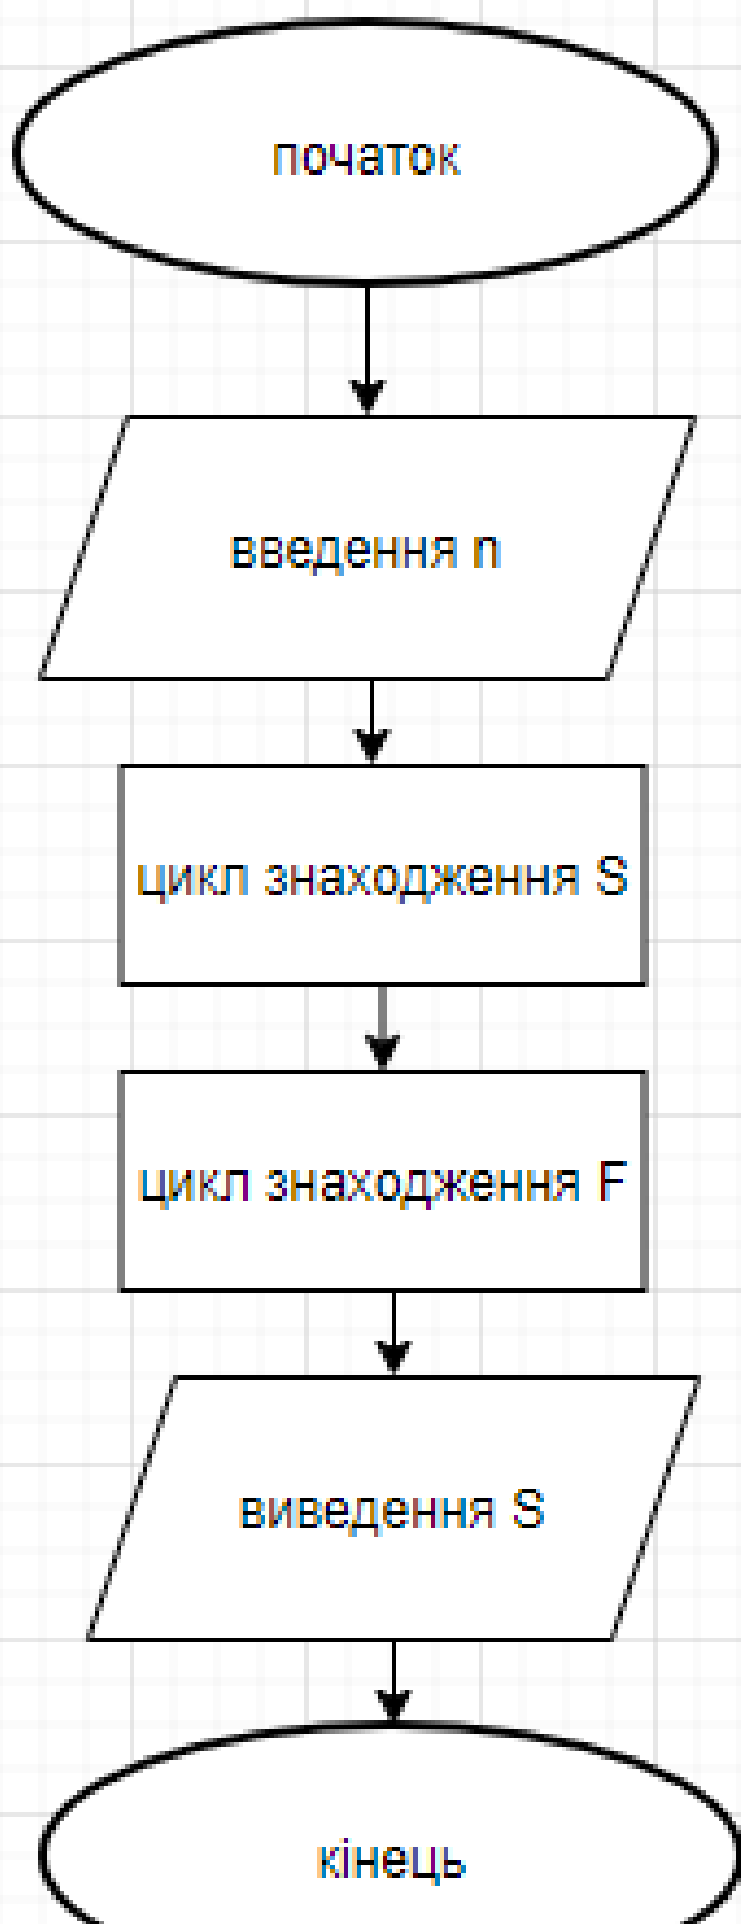 початок
введення n
цикл знаходження S
цикл знаходження F
виведення S
кінець